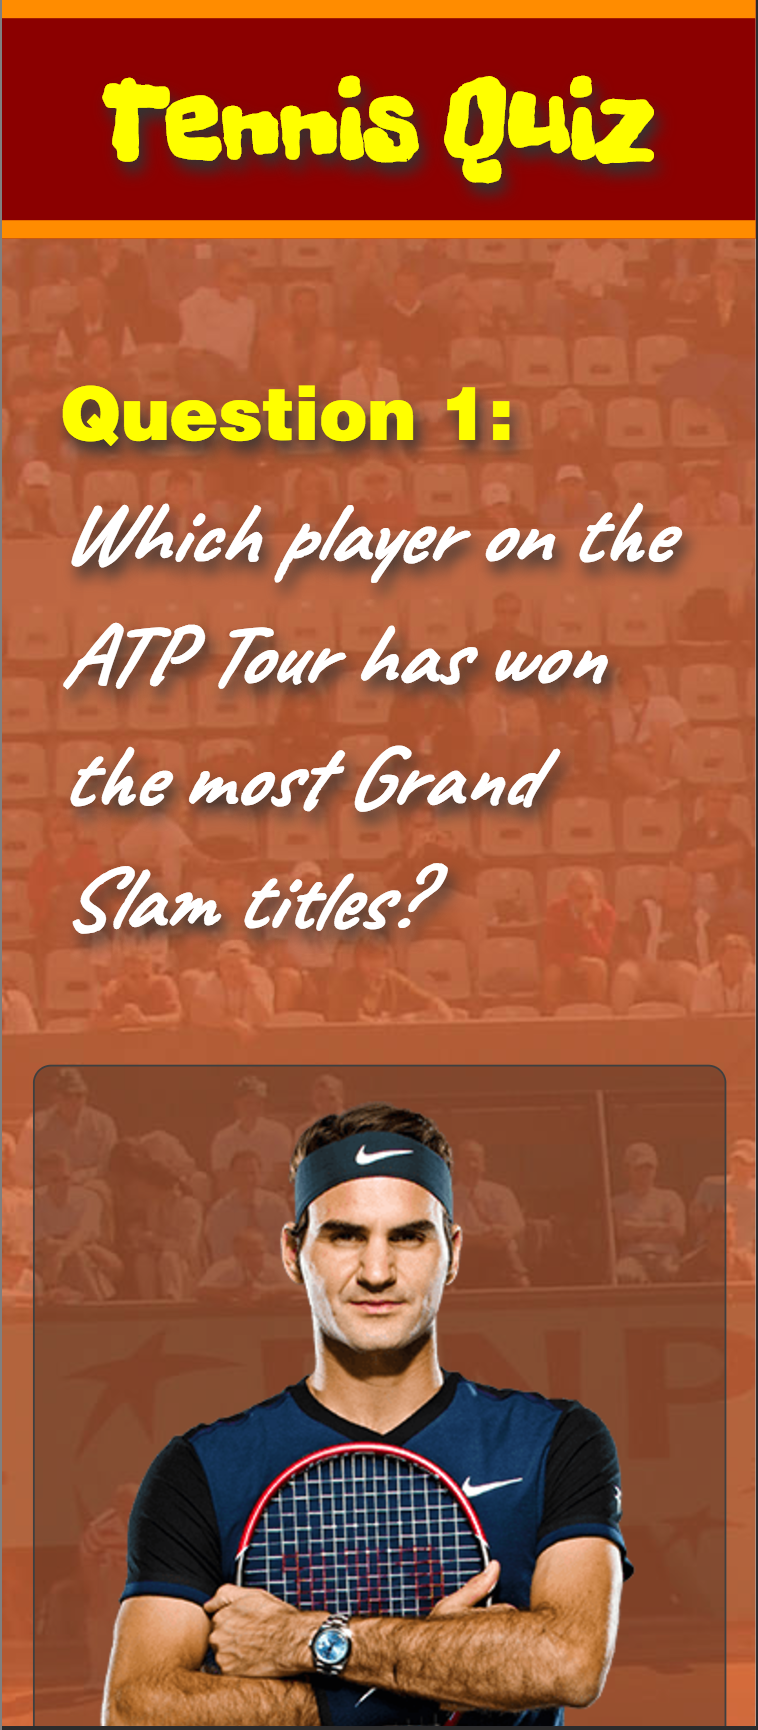 Tennis Quiz
Question 1:
Which player on the
ATP Tour has won
the most Grand
Slam titles?